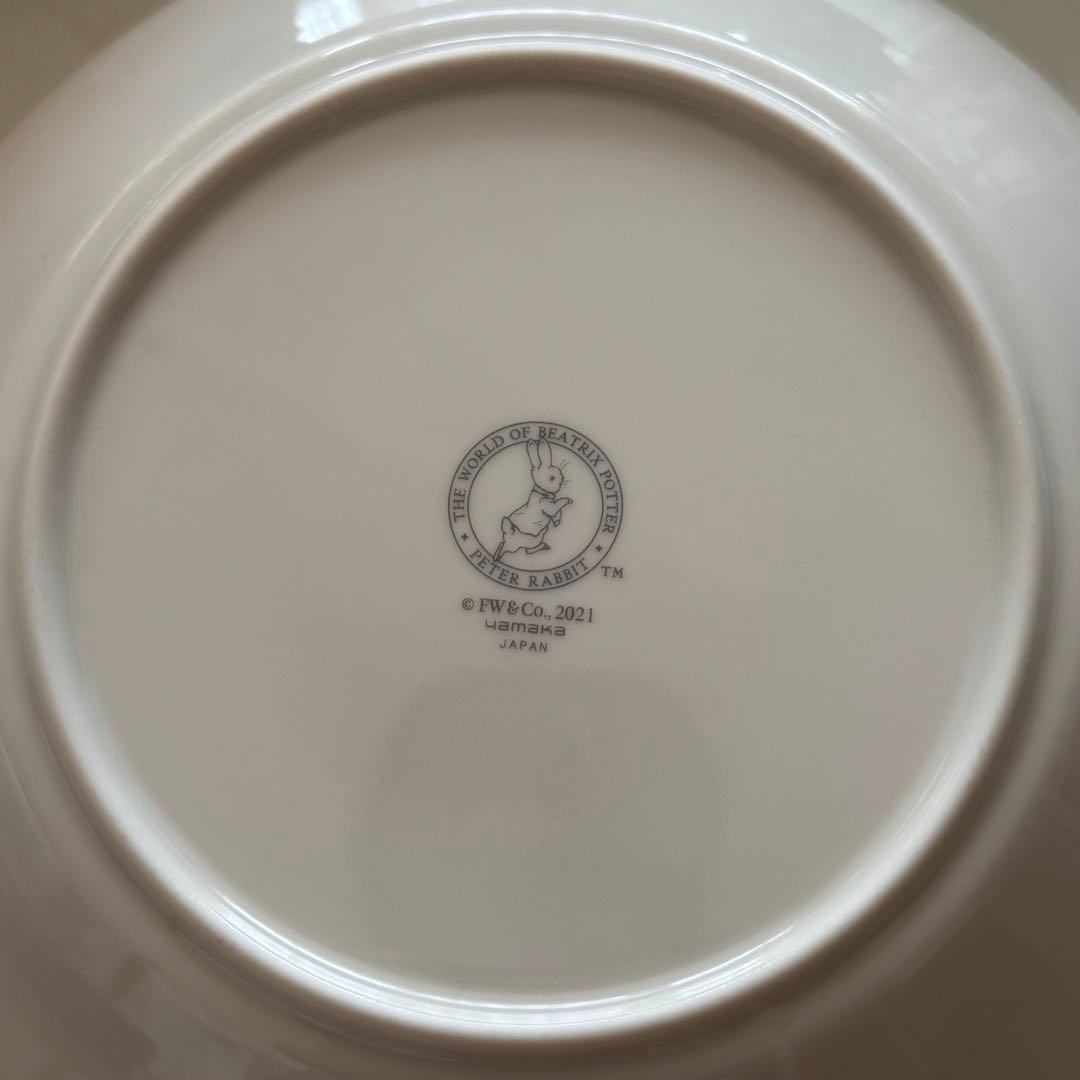 THE WORLD OF BEATRIX POTTER
PETER RABBIT
TM
© FW & Co., 2021
yamaka
JAPAN